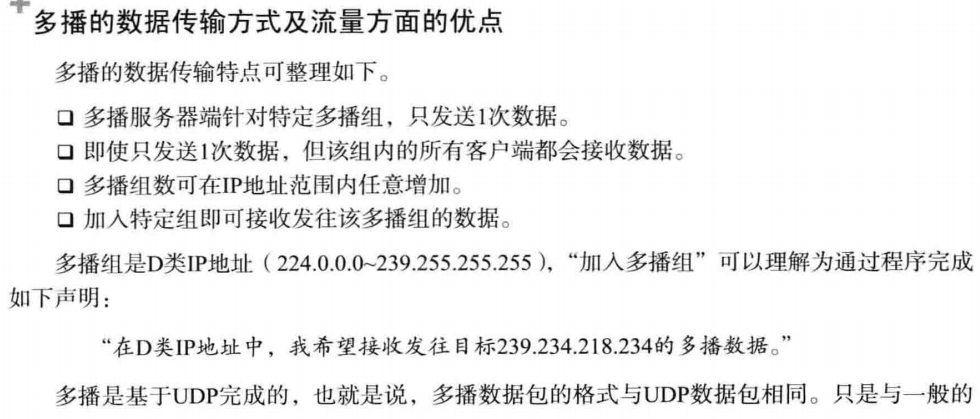 多播的数据传输方式及流量方面的优点
多播的数据传输特点可整理如下。
❑ 多播服务器端针对特定多播组，只发送1次数据。
❑ 即使只发送1次数据，但该组内的所有客户端都会接收数据。
❑ 多播组数可在IP地址范围内任意增加。
❑ 加入特定组即可接收发往该多播组的数据。
多播组是D类IP地址（224.0.0.0~239.255.255.255），“加入多播组”可以理解为通过程序完成
如下声明：
“在D类IP地址中，我希望接收发往目标239.234.218.234的多播数据。”
多播是基于UDP完成的，也就是说，多播数据包的格式与UDP数据包相同。只是与一般的